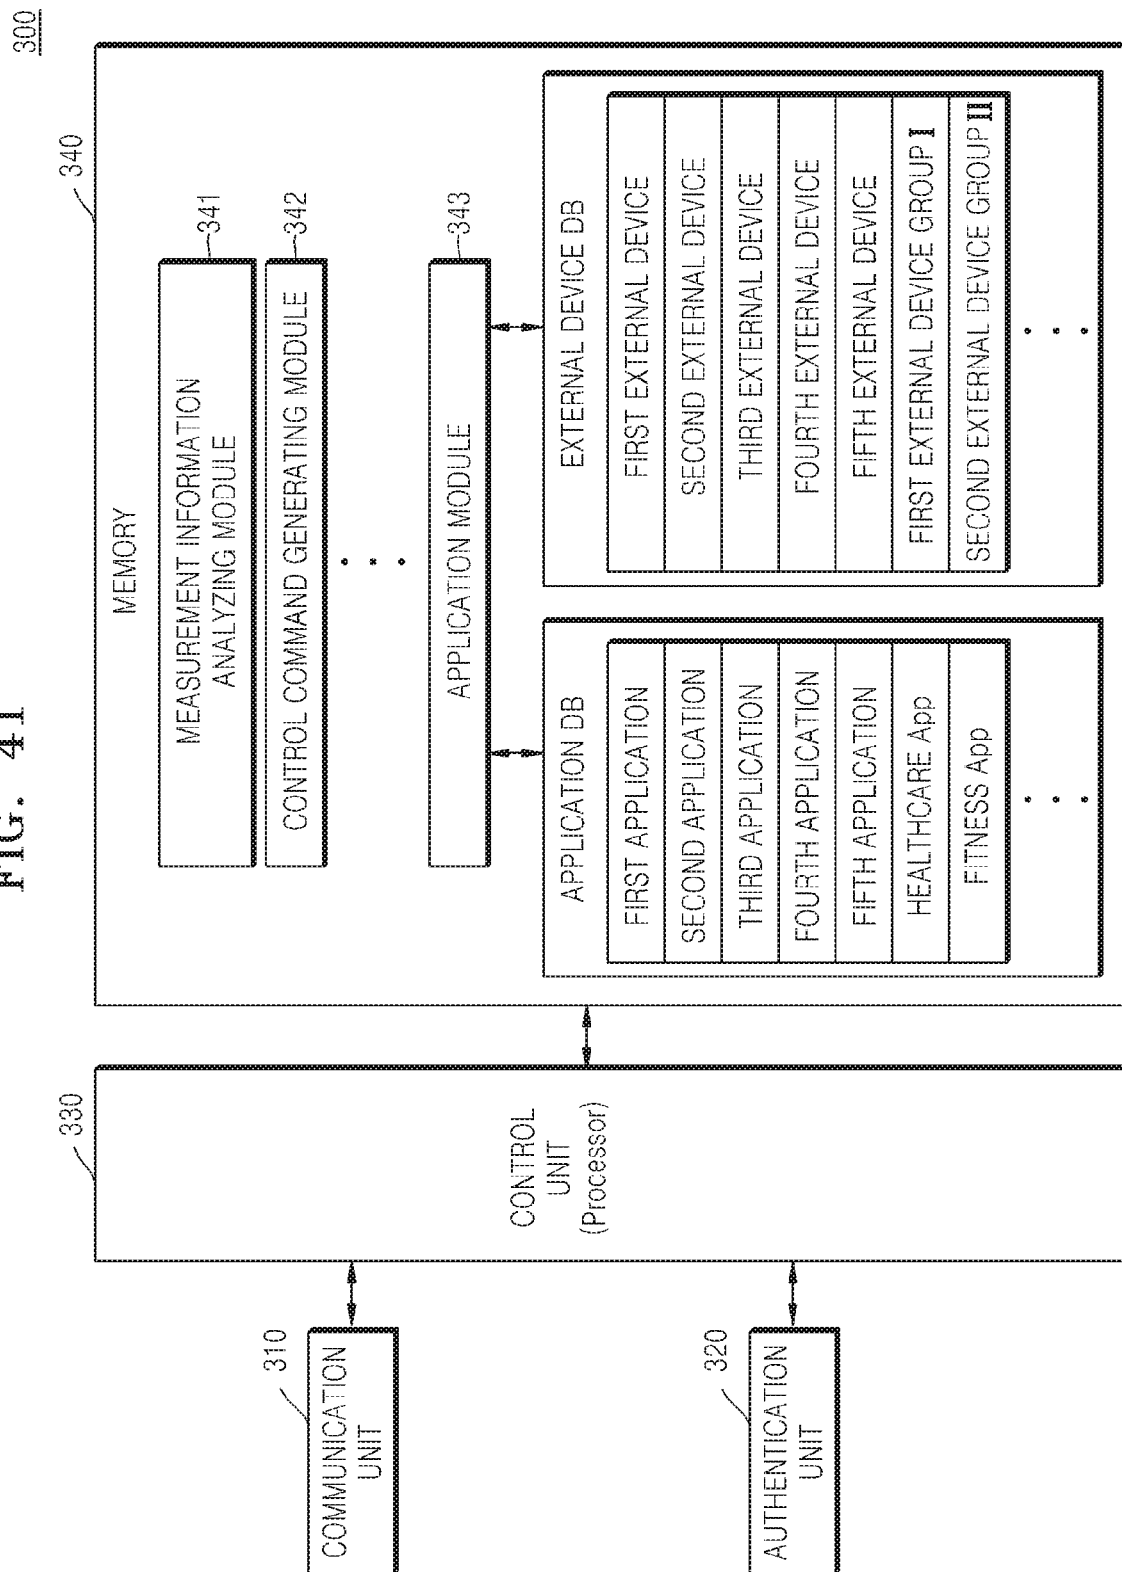 FIG. 41
300
310
COMMUNICATION
UNIT
320
AUTHENTICATION
UNIT
330
CONTROL
UNIT
(Processor)
340
MEMORY
MEASUREMENT INFORMATION
ANALYZING MODULE
341
CONTROL COMMAND GENERATING MODULE
342
APPLICATION MODULE
343
APPLICATION DB
FIRST APPLICATION
SECOND APPLICATION
THIRD APPLICATION
FOURTH APPLICATION
FIFTH APPLICATION
HEALTHCARE App
FITNESS App
EXTERNAL DEVICE DB
FIRST EXTERNAL DEVICE
SECOND EXTERNAL DEVICE
THIRD EXTERNAL DEVICE
FOURTH EXTERNAL DEVICE
FIFTH EXTERNAL DEVICE
FIRST EXTERNAL DEVICE GROUP I
SECOND EXTERNAL DEVICE GROUP II